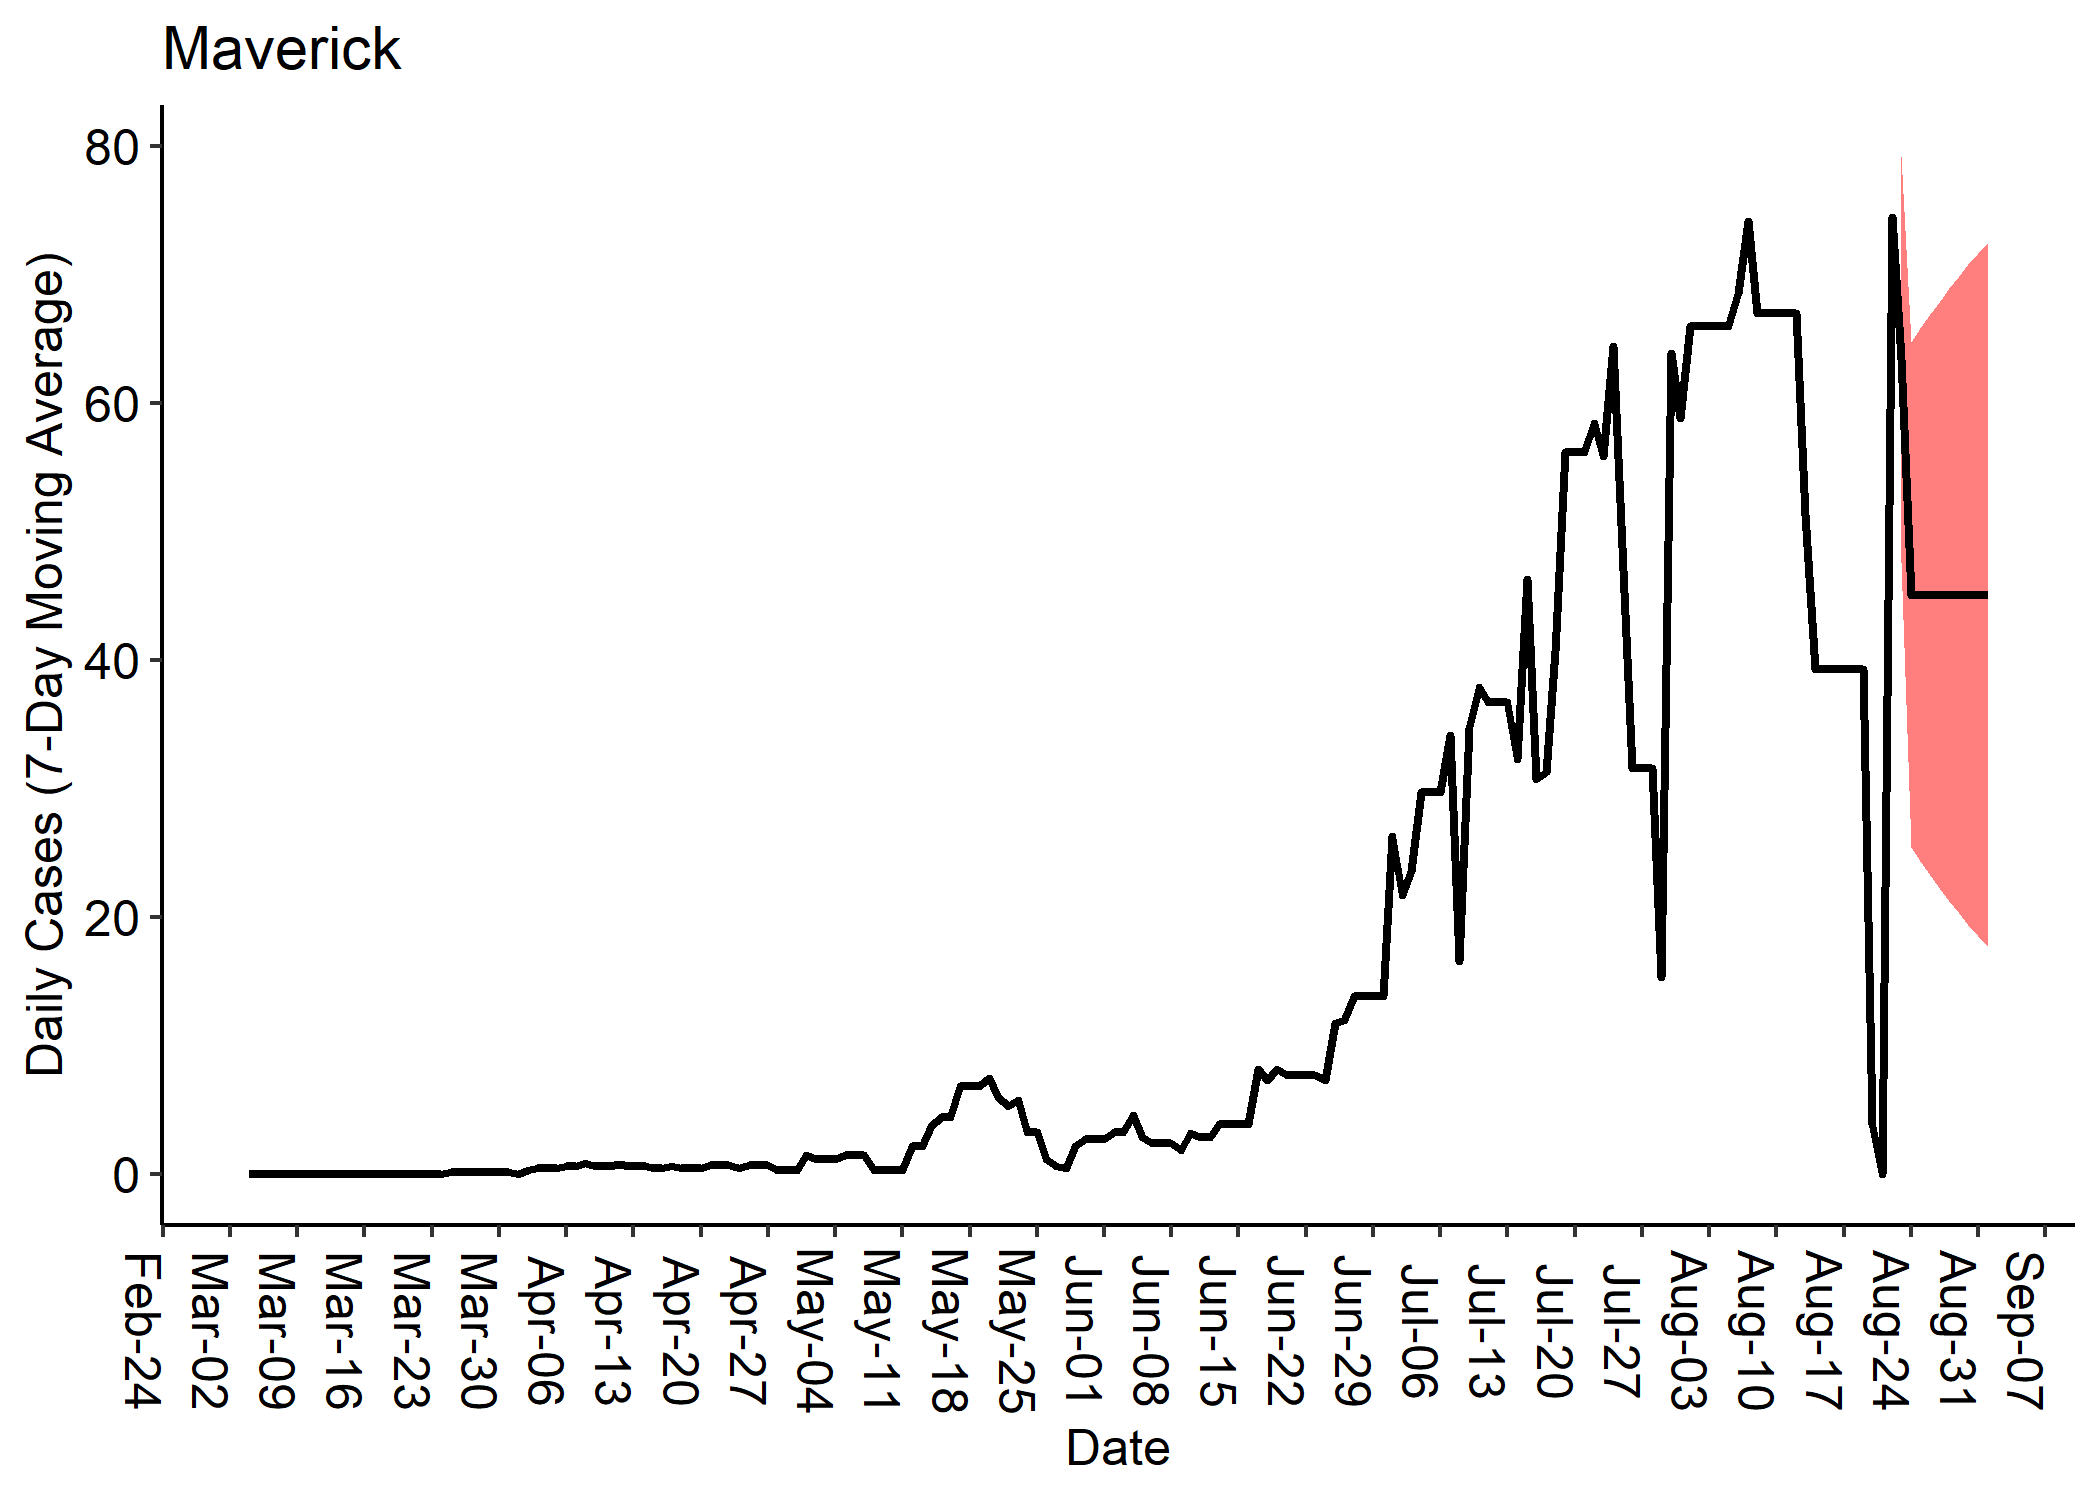 Maverick
Daily Cases (7-Day Moving Average)
80
60
40
20
0
Feb-24
Mar-02
Mar-09
Mar-16
Mar-23
Mar-30
Apr-06
Apr-13
Apr-20
Apr-27
May-04
May-11
May-18
May-25
Jun-01
Jun-08
Jun-15
Jun-22
Jun-29
Jul-06
Jul-13
Jul-20
Jul-27
Aug-03
Aug-10
Aug-17
Aug-24
Aug-31
Sep-07
Date